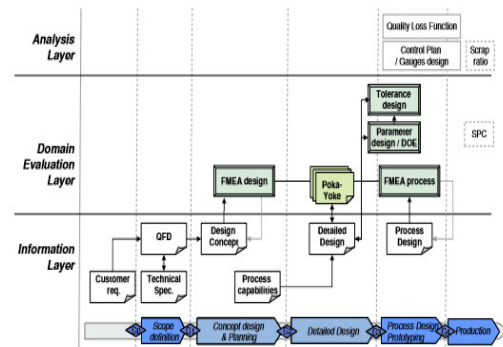 Quality Loss Function
Analysis
Layer
Control Plan
/ Gauges design
Scrap
ratio
Tolerance
design
Parameter
design / DOE
SPC
Domain
Evaluation
Layer
FMEA design
Poka-
Yoke
FMEA process
QFD
Design
Concept
Derailed
Design
Process
Design
Information
Layer
Customer
req.
Technical
Spec.
Process
capabilities
Scope
definition
Concept design
& Planning
Detailed Design
Process Design
Prototyping
Production